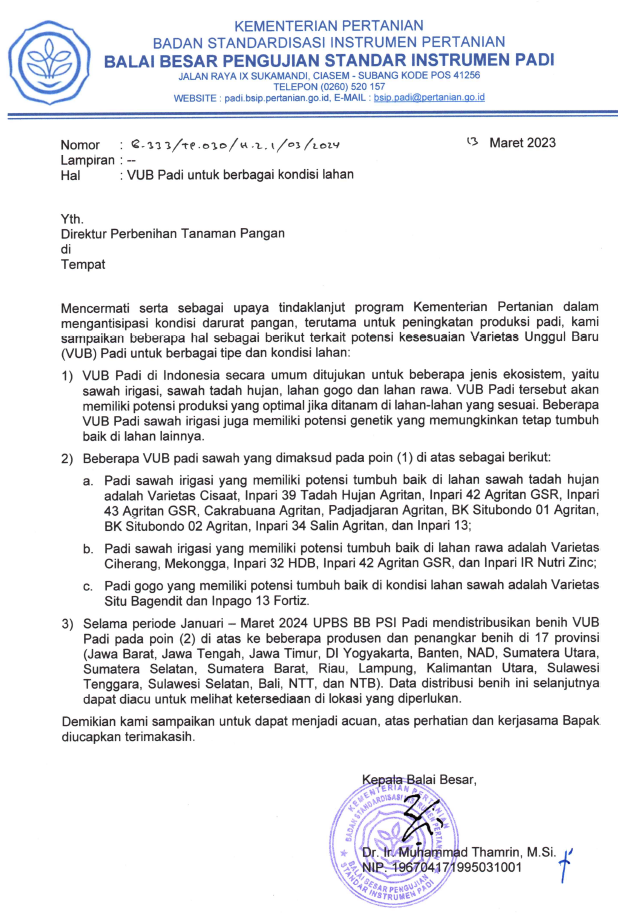 KEMENTERIAN PERTANIAN
BADAN STANDARDISASI INSTRUMEN PERTANIAN
BALAI BESAR PENGUJIAN STANDAR INSTRUMEN PADI
JALAN RAYA IX SUKAMANDI, CIASEM - SUBANG KODE POS 41256
TELEPON (0260) 520 157
WEBSITE : padi.bsip.pertanian.go.id, E-MAIL : bsip.padi@pertanian.go.id
Nomor : B-333/TP.030/H.2.1/03/2024 13 Maret 2023
Lampiran : --
Hal : VUB Padi untuk berbagai kondisi lahan
Yth.
Direktur Perbenihan Tanaman Pangan
di
Tempat
Mencermati serta sebagai upaya tindaklanjut program Kementerian Pertanian dalam
mengantisipasi kondisi darurat pangan, terutama untuk peningkatan produksi padi, kami
sampaikan beberapa hal sebagai berikut terkait potensi kesesuaian Varietas Unggul Baru
(VUB) Padi untuk berbagai tipe dan kondisi lahan:
1) VUB Padi di Indonesia secara umum ditujukan untuk beberapa jenis ekosistem, yaitu
sawah irigasi, sawah tadah hujan, lahan gogo dan lahan rawa. VUB Padi tersebut akan
memiliki potensi produksi yang optimal jika ditanam di lahan-lahan yang sesuai. Beberapa
VUB Padi sawah irigasi juga memiliki potensi genetik yang memungkinkan tetap tumbuh
baik di lahan lainnya.
2) Beberapa VUB padi sawah yang dimaksud pada poin (1) di atas sebagai berikut:
a. Padi sawah irigasi yang memiliki potensi tumbuh baik di lahan sawah tadah hujan
adalah Varietas Cisaat, Inpari 39 Tadah Hujan Agritan, Inpari 42 Agritan GSR, Inpari
43 Agritan GSR, Cakrabuana Agritan, Padjadjaran Agritan, BK Situbondo 01 Agritan,
BK Situbondo 02 Agritan, Inpari 34 Salin Agritan, dan Inpari 13;
b. Padi sawah irigasi yang memiliki potensi tumbuh baik di lahan rawa adalah Varietas
Ciherang, Mekongga, Inpari 32 HDB, Inpari 42 Agritan GSR, dan Inpari IR Nutri Zinc;
c. Padi gogo yang memiliki potensi tumbuh baik di kondisi lahan sawah adalah Varietas
Situ Bagendit dan Inpago 13 Fortiz.
3) Selama periode Januari – Maret 2024 UPBS BB PSI Padi mendistribusikan benih VUB
Padi pada poin (2) di atas ke beberapa produsen dan penangkar benih di 17 provinsi
(Jawa Barat, Jawa Tengah, Jawa Timur, DI Yogyakarta, Banten, NAD, Sumatera Utara,
Sumatera Selatan, Sumatera Barat, Riau, Lampung, Kalimantan Utara, Sulawesi
Tenggara, Sulawesi Selatan, Bali, NTT, dan NTB). Data distribusi benih ini selanjutnya
dapat diacu untuk melihat ketersediaan di lokasi yang diperlukan.
Demikian kami sampaikan untuk dapat menjadi acuan, atas perhatian dan kerjasama Bapak
diucapkan terimakasih.
Kepala Balai Besar,
KEMENTERIAN PERTANIAN
BADAN STANDARDISASI INSTRUMEN PERTANIAN
BALAI BESAR PENGUJIAN
STANDAR INSTRUMEN PADI
Dr. Ir. Muhammad Thamrin, M.Si.
NIP. 196704171995031001